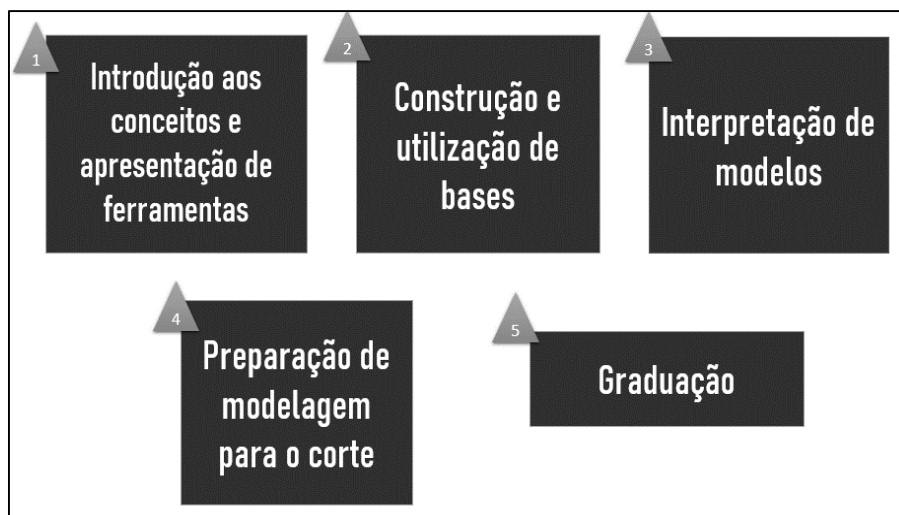 1
Introdução aos
conceitos e
apresentação de
ferramentas
2
Construção e
utilização de
bases
3
Interpretação de
modelos
4
Preparação de
modelagem
para o corte
5
Graduação